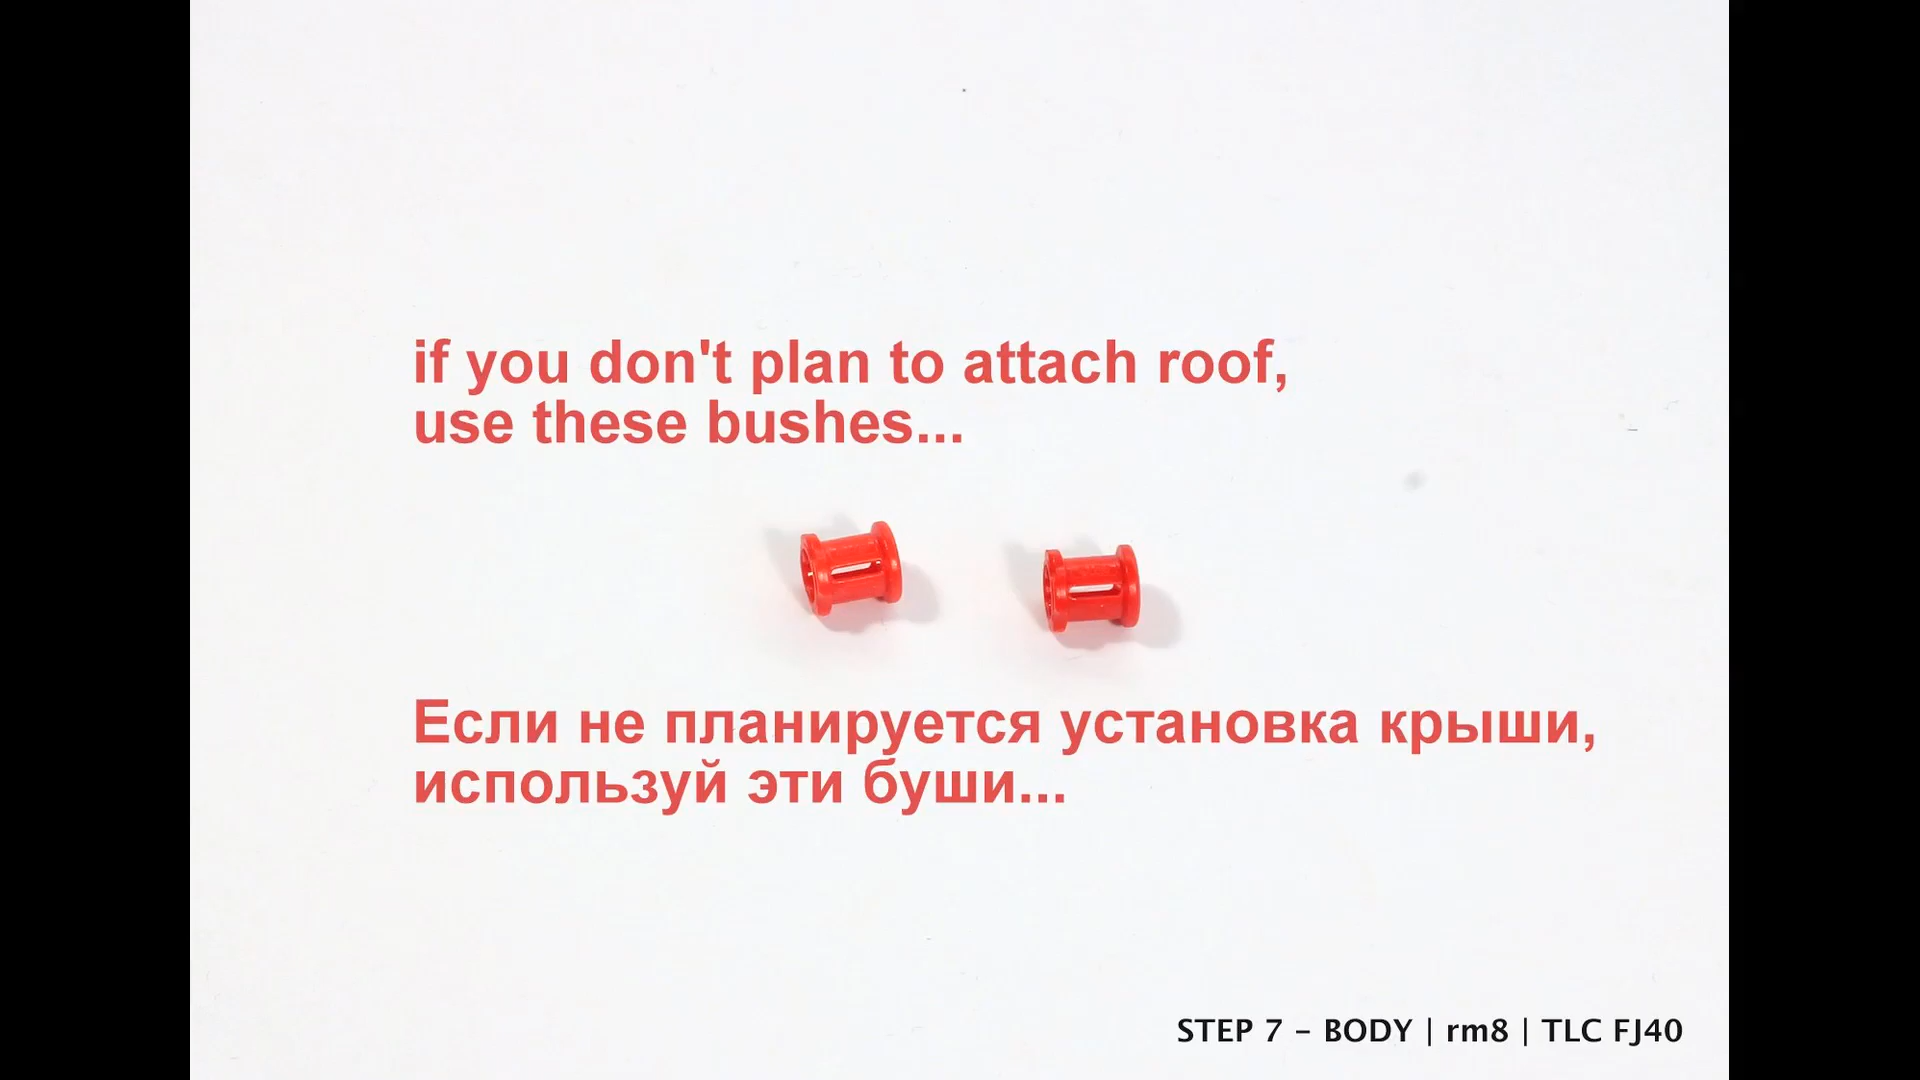 if you don't plan to attach roof,
use these bushes...
Если не планируется установка крыши,
используй эти буши...
STEP 7 – BODY | rm8 | TLC FJ40